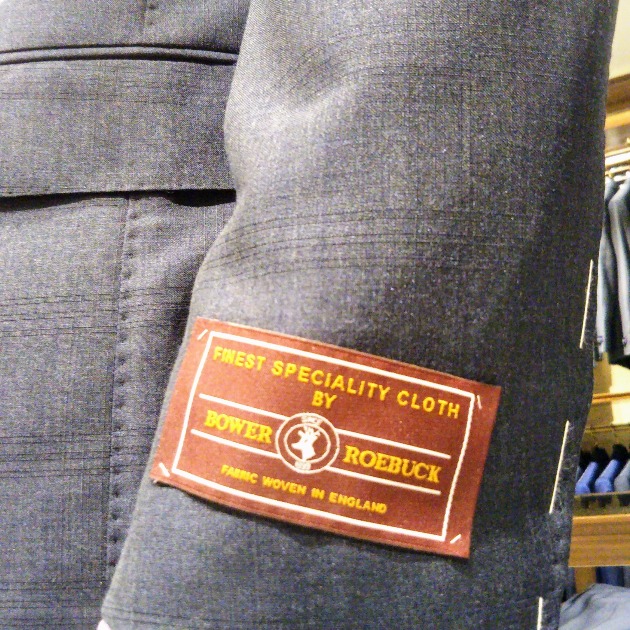 FINEST SPECIALITY CLOTH
BY
BOWER ROEBUCK
FABRIC WOVEN IN ENGLAND